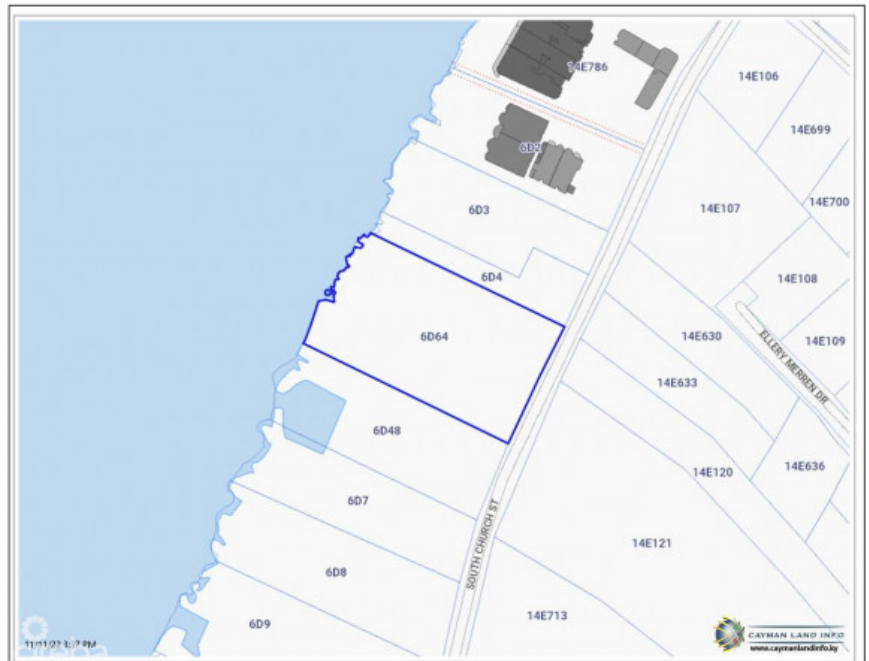 14E786
14E106
14E699
6D2
14E700
6D3
14E107
14E108
6D4
6D64
14E630
14E109
ELLERY MERREN DR
14E633
6D48
14E636
14E120
6D7
SOUTH CHURCH ST
14E121
6D8
14E713
6D9
CAYMAN LAND INFO
www.caymanlandinfo.ky